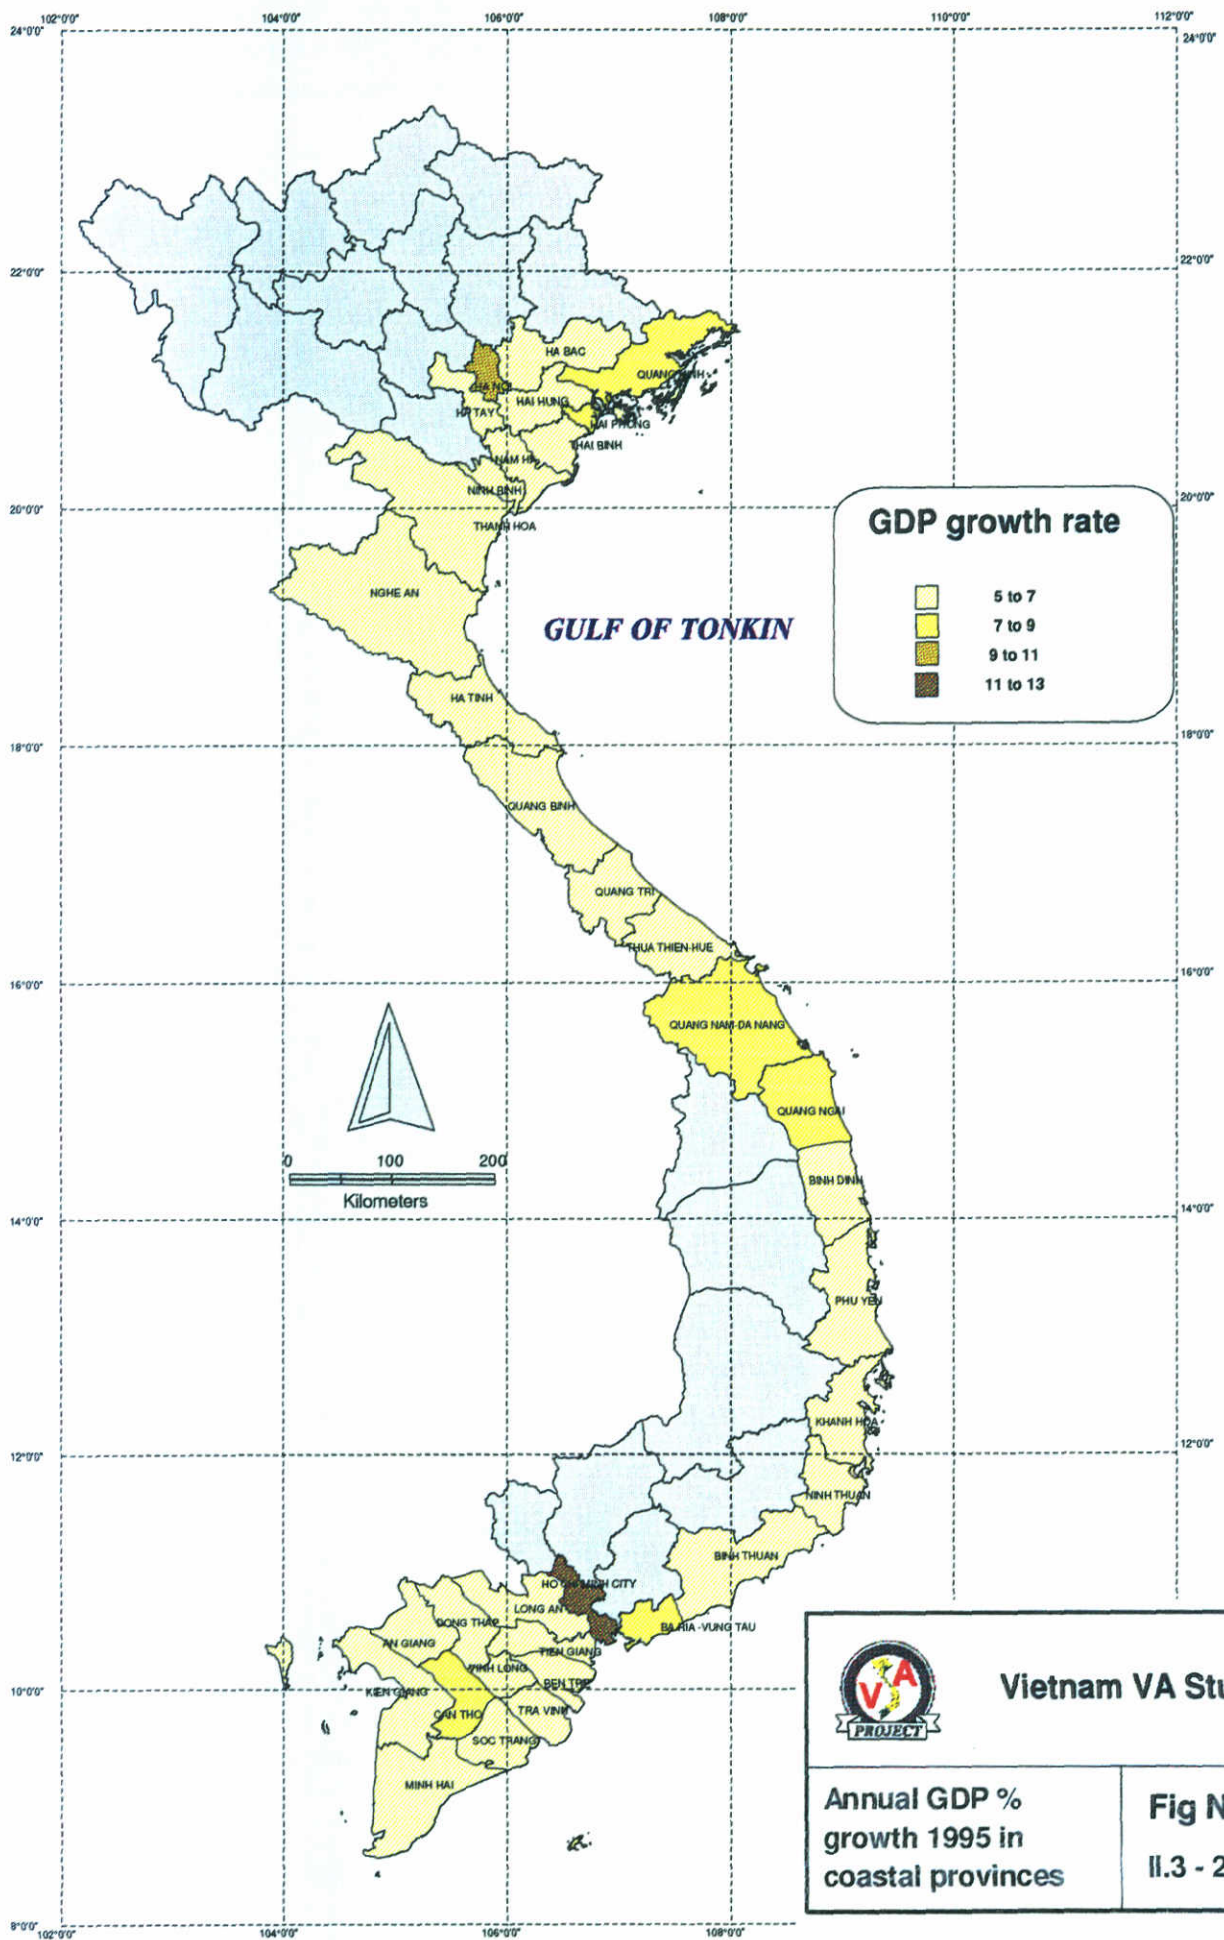 102°0'0"
104°0'0"
106°0'0"
108°0'0"
110°0'0"
112°0'0"
24°0'0"
24°0'0"
22°0'0"
22°0'0"
HA BAC
QUANG NINH
HA NOI
HAI HUNG
HA TAY
HAI PHONG
THAI BINH
NAM HA
NINH BINH
20°0'0"
20°0'0"
THANH HOA
GDP growth rate
5 to 7
7 to 9
9 to 11
11 to 13
NGHE AN
GULF OF TONKIN
HA TINH
18°0'0"
18°0'0"
QUANG BINH
QUANG TRI
THUA THIEN-HUE
16°0'0"
16°0'0"
QUANG NAM-DA NANG
QUANG NGAI
0 100 200
Kilometers
BINH DINH
14°0'0"
14°0'0"
PHU YEN
KHANH HOA
12°0'0"
12°0'0"
NINH THUAN
BINH THUAN
HO CHI MINH CITY
LONG AN
DONG THAP
BA RIA -VUNG TAU
AN GIANG
TIEN GIANG
VINH LONG
BEN TRE
KIEN GIANG
CAN THO
TRA VINH
SOC TRANG
MINH HAI
10°0'0"
8°0'0"
102°0'0"
104°0'0"
106°0'0"
108°0'0"
V A
PROJECT
Vietnam VA Stu
Annual GDP %
growth 1995 in
coastal provinces
Fig N
II.3 - 2